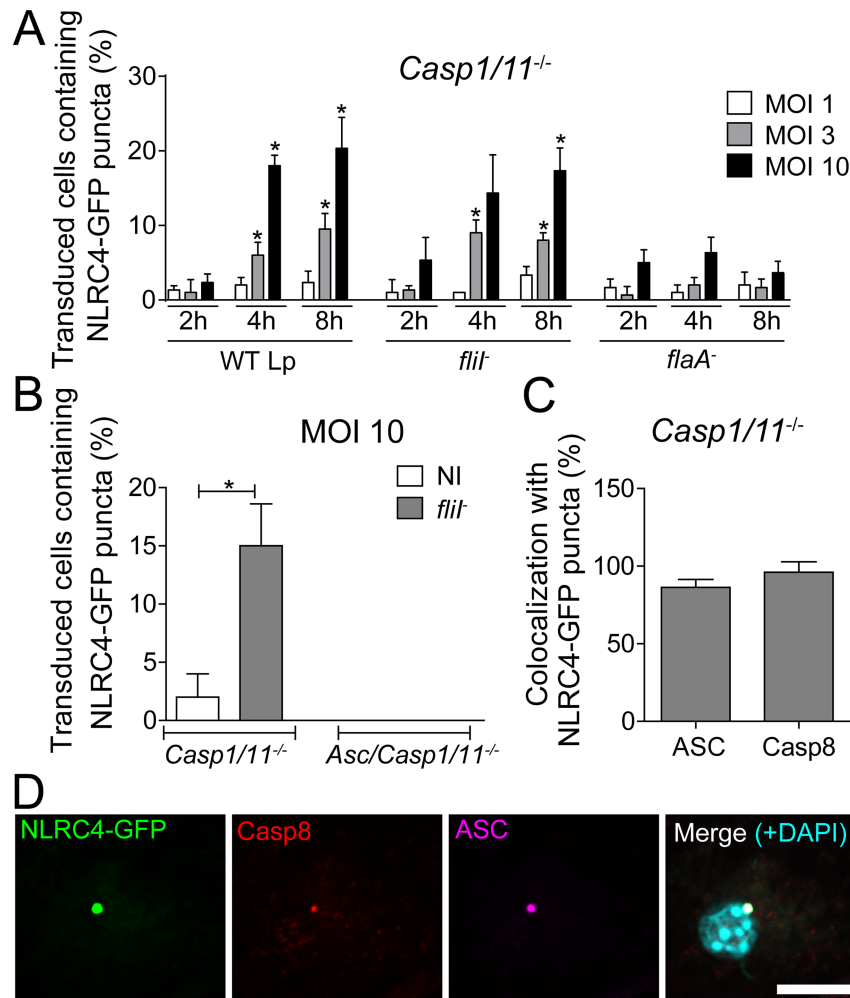 A
Transduced cells containing
NLRC4-GFP puncta (%)
Casp1/11-/-
MOI 1
MOI 3
MOI 10
30
20
10
0
* * * * * * *
2h 4h 8h 2h 4h 8h 2h 4h 8h
WT Lp fliI- flaA-
B
Transduced cells containing
NLRC4-GFP puncta (%)
MOI 10
NI
fliI-
*
20
15
10
5
0
Casp1/11-/- Asc/Casp1/11-/-
C
Colocalization with
NLRC4-GFP puncta (%)
Casp1/11-/-
150
100
50
0
ASC Casp8
D
NLRC4-GFP Casp8 ASC Merge (+DAPI)